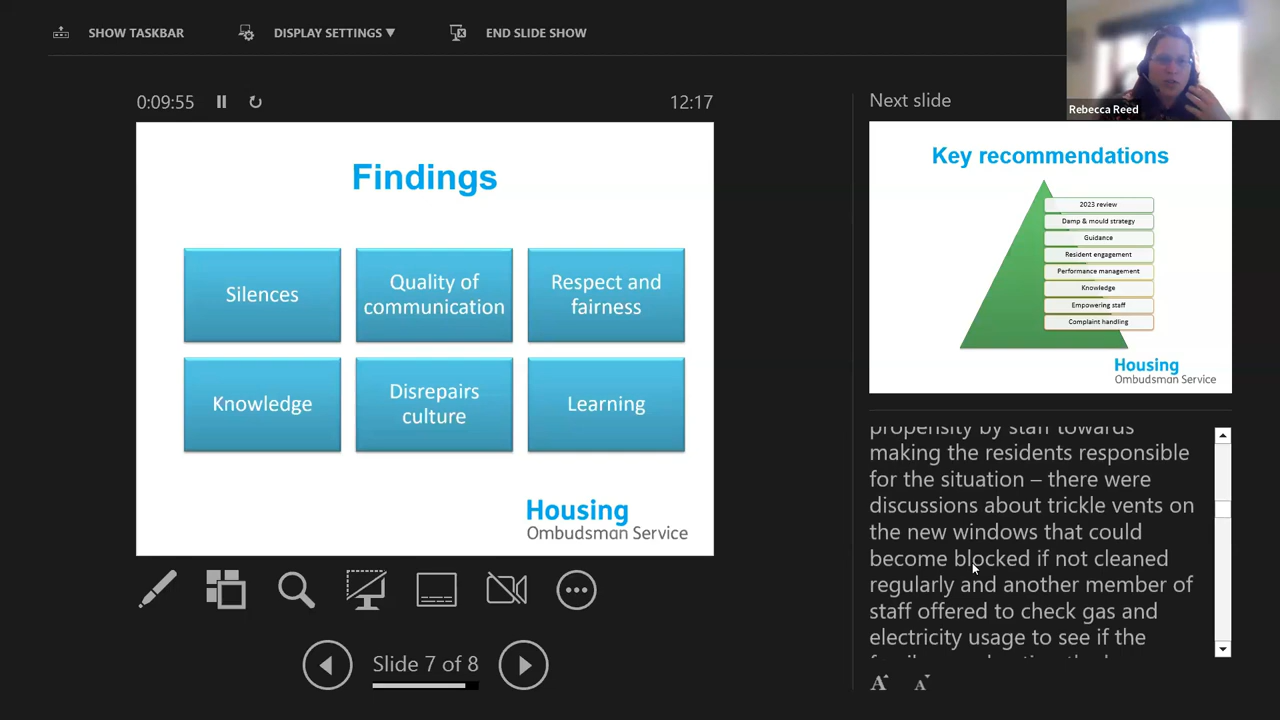 SHOW TASKBAR
DISPLAY SETTINGS ▼
END SLIDE SHOW
Rebecca Reed
0:09:55
12:17
Findings
Silences
Quality of
communication
Respect and
fairness
Knowledge
Disrepairs
culture
Learning
Housing
Ombudsman Service
Slide 7 of 8
Next slide
Key recommendations
2023 review
Damp & mould strategy
Guidance
Resident engagement
Performance management
Knowledge
Empowering staff
Complaint handling
Housing
Ombudsman Service
propensity by staff towards
making the residents responsible
for the situation – there were
discussions about trickle vents on
the new windows that could
become blocked if not cleaned
regularly and another member of
staff offered to check gas and
electricity usage to see if the
A A